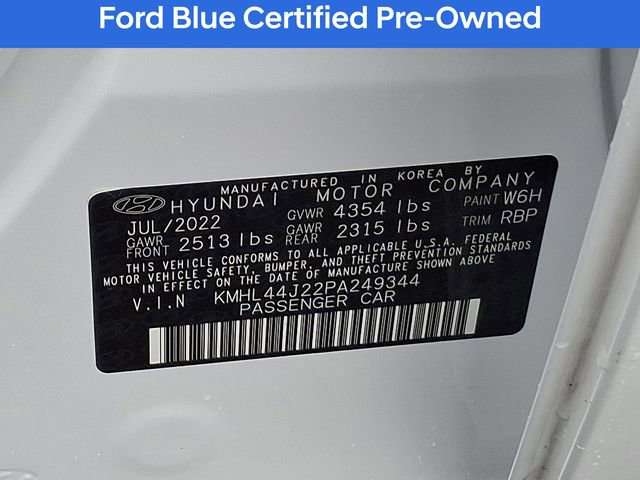 Ford Blue Certified Pre-Owned
MANUFACTURED IN KOREA BY
HYUNDAI MOTOR COMPANY
JUL/2022 GVWR 4354 lbs PAINT W6H
GAWR FRONT 2513 lbs GAWR REAR 2315 lbs TRIM RBP
THIS VEHICLE CONFORMS TO ALL APPLICABLE U.S.A. FEDERAL
MOTOR VEHICLE SAFETY, BUMPER, AND THEFT PREVENTION STANDARDS
IN EFFECT ON THE DATE OF MANUFACTURE SHOWN ABOVE.
V.I.N KMHL44J22PA249344
PASSENGER CAR